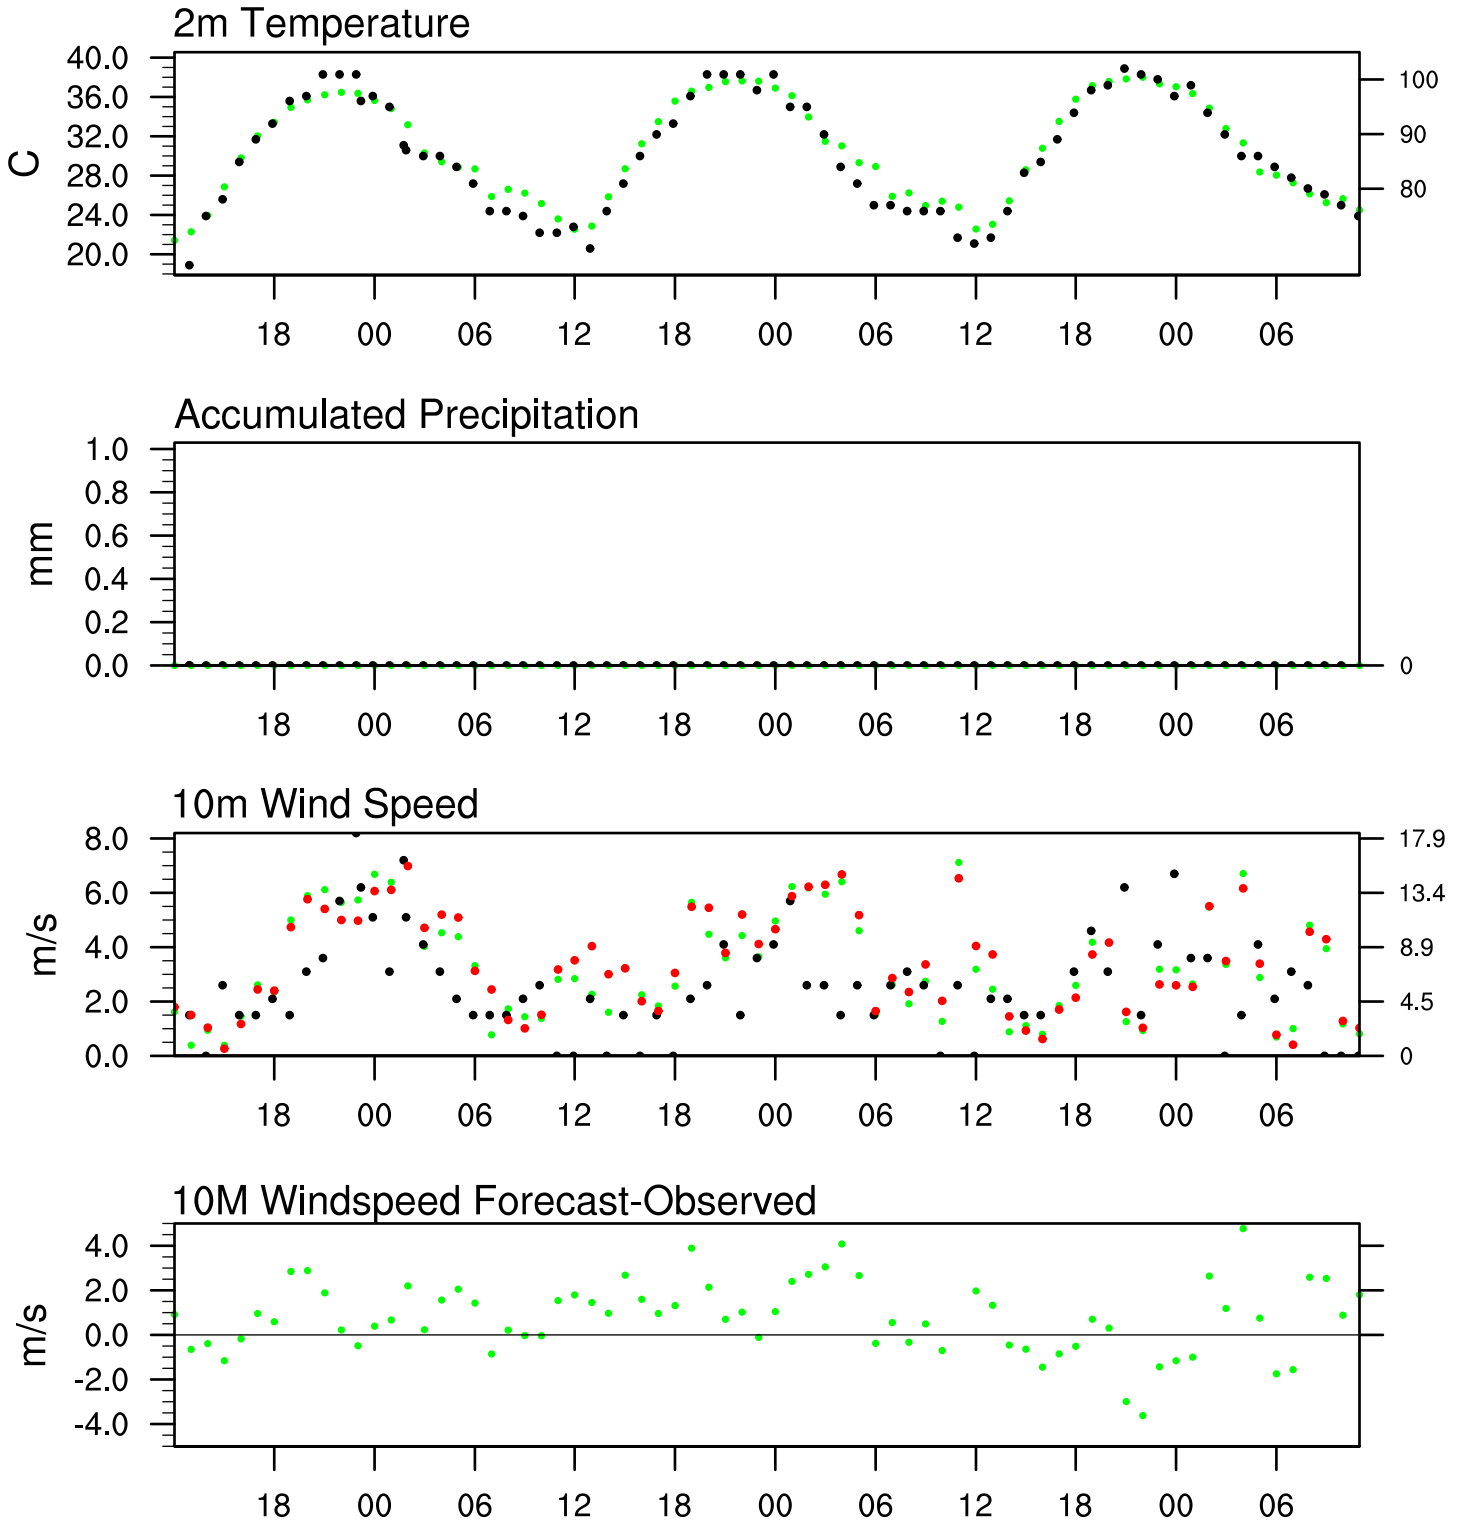 2m Temperature
40.0
36.0
32.0
28.0
24.0
20.0
C
100
90
80
18 00 06 12 18 00 06 12 18 00 06
Accumulated Precipitation
1.0
0.8
0.6
0.4
0.2
0.0
mm
0
18 00 06 12 18 00 06 12 18 00 06
10m Wind Speed
8.0
6.0
4.0
2.0
0.0
m/s
17.9
13.4
8.9
4.5
0
18 00 06 12 18 00 06 12 18 00 06
10M Windspeed Forecast-Observed
4.0
2.0
0.0
-2.0
-4.0
m/s
18 00 06 12 18 00 06 12 18 00 06